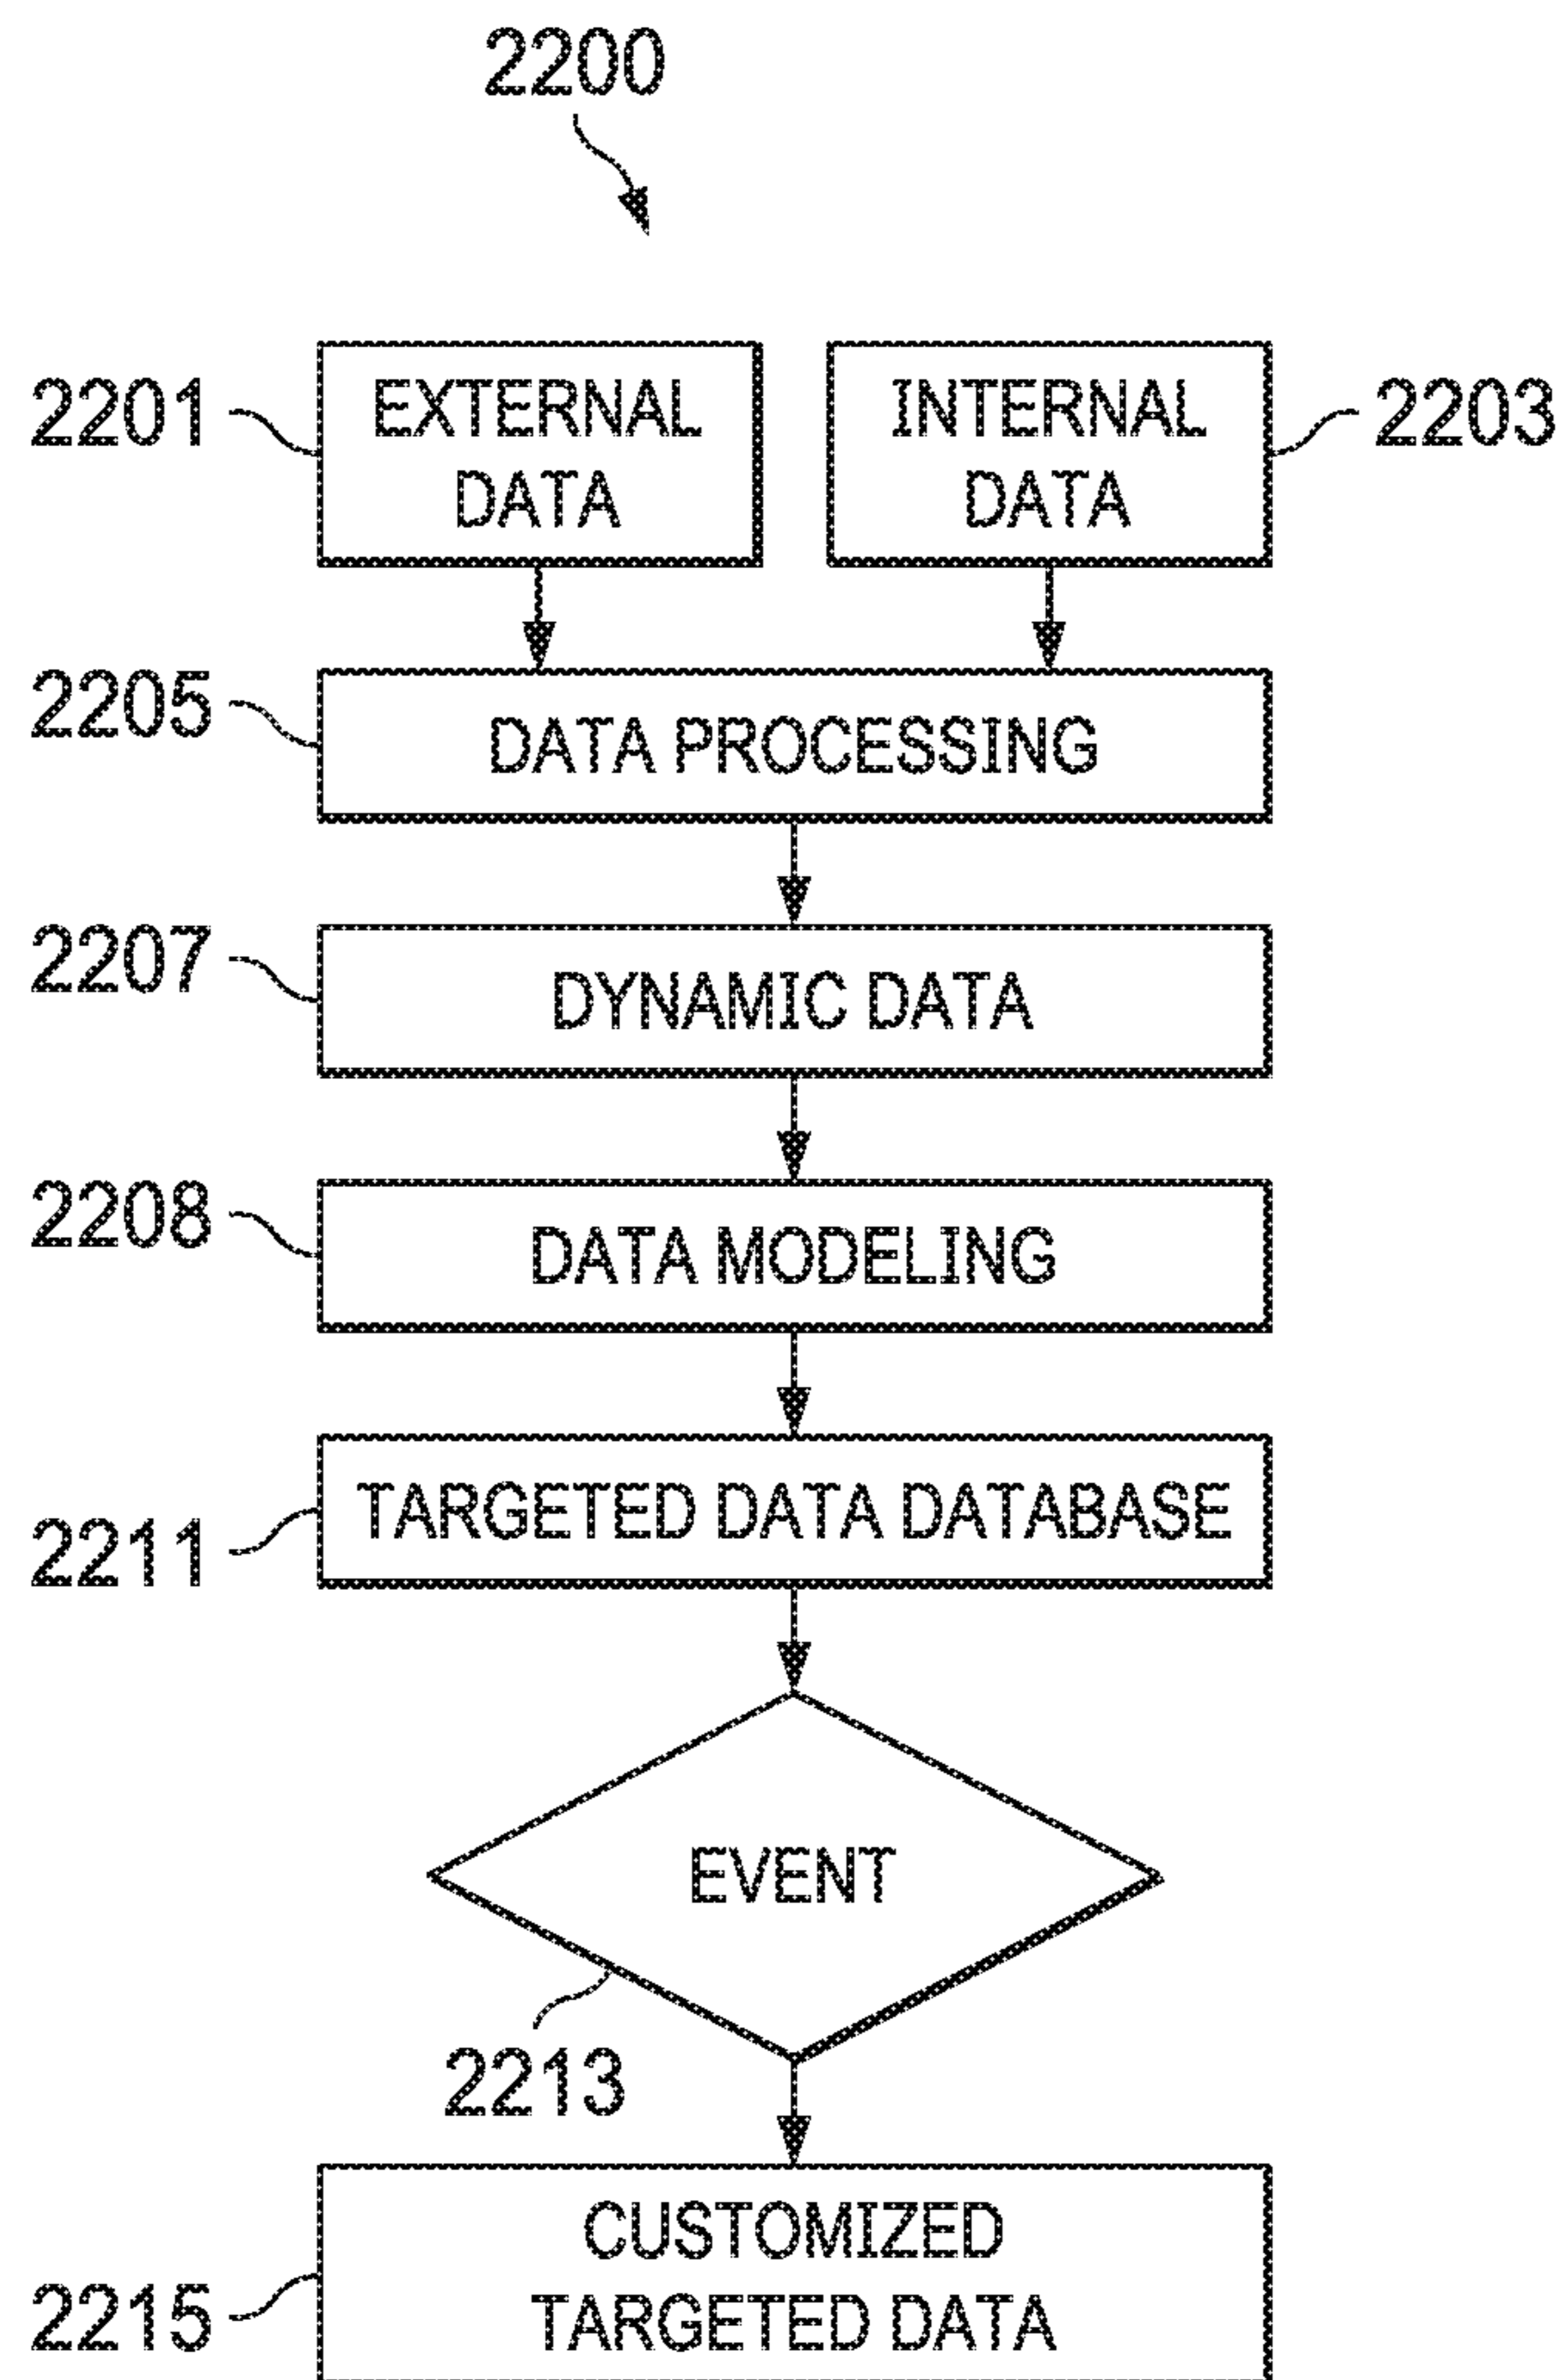 2200
2201
EXTERNAL
DATA
INTERNAL
DATA
2203
2205
DATA PROCESSING
2207
DYNAMIC DATA
2208
DATA MODELING
2211
TARGETED DATA DATABASE
EVENT
2213
2215
CUSTOMIZED
TARGETED DATA